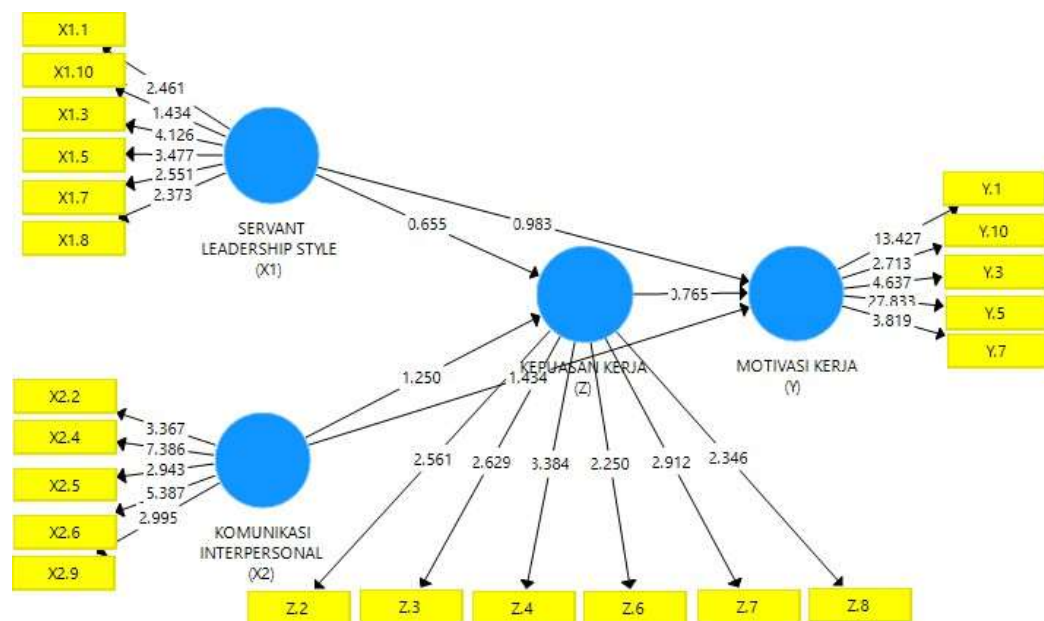 X1.1
X1.10
X1.3
X1.5
X1.7
X1.8
2.461
1.434
4.126
3.477
2.551
2.373
SERVANT
LEADERSHIP STYLE
(X1)
0.655
0.983
Y.1
Y.10
Y.3
Y.5
Y.7
13.427
2.713
4.637
27.833
3.819
0.765
KEPUASAN KERJA
(Z)
MOTIVASI KERJA
(Y)
1.250
1.434
X2.2
X2.4
X2.5
X2.6
X2.9
3.367
7.386
2.943
5.387
2.995
KOMUNIKASI
INTERPERSONAL
(X2)
2.561
2.629
3.384
2.250
2.912
2.346
Z.2
Z.3
Z.4
Z.6
Z.7
Z.8